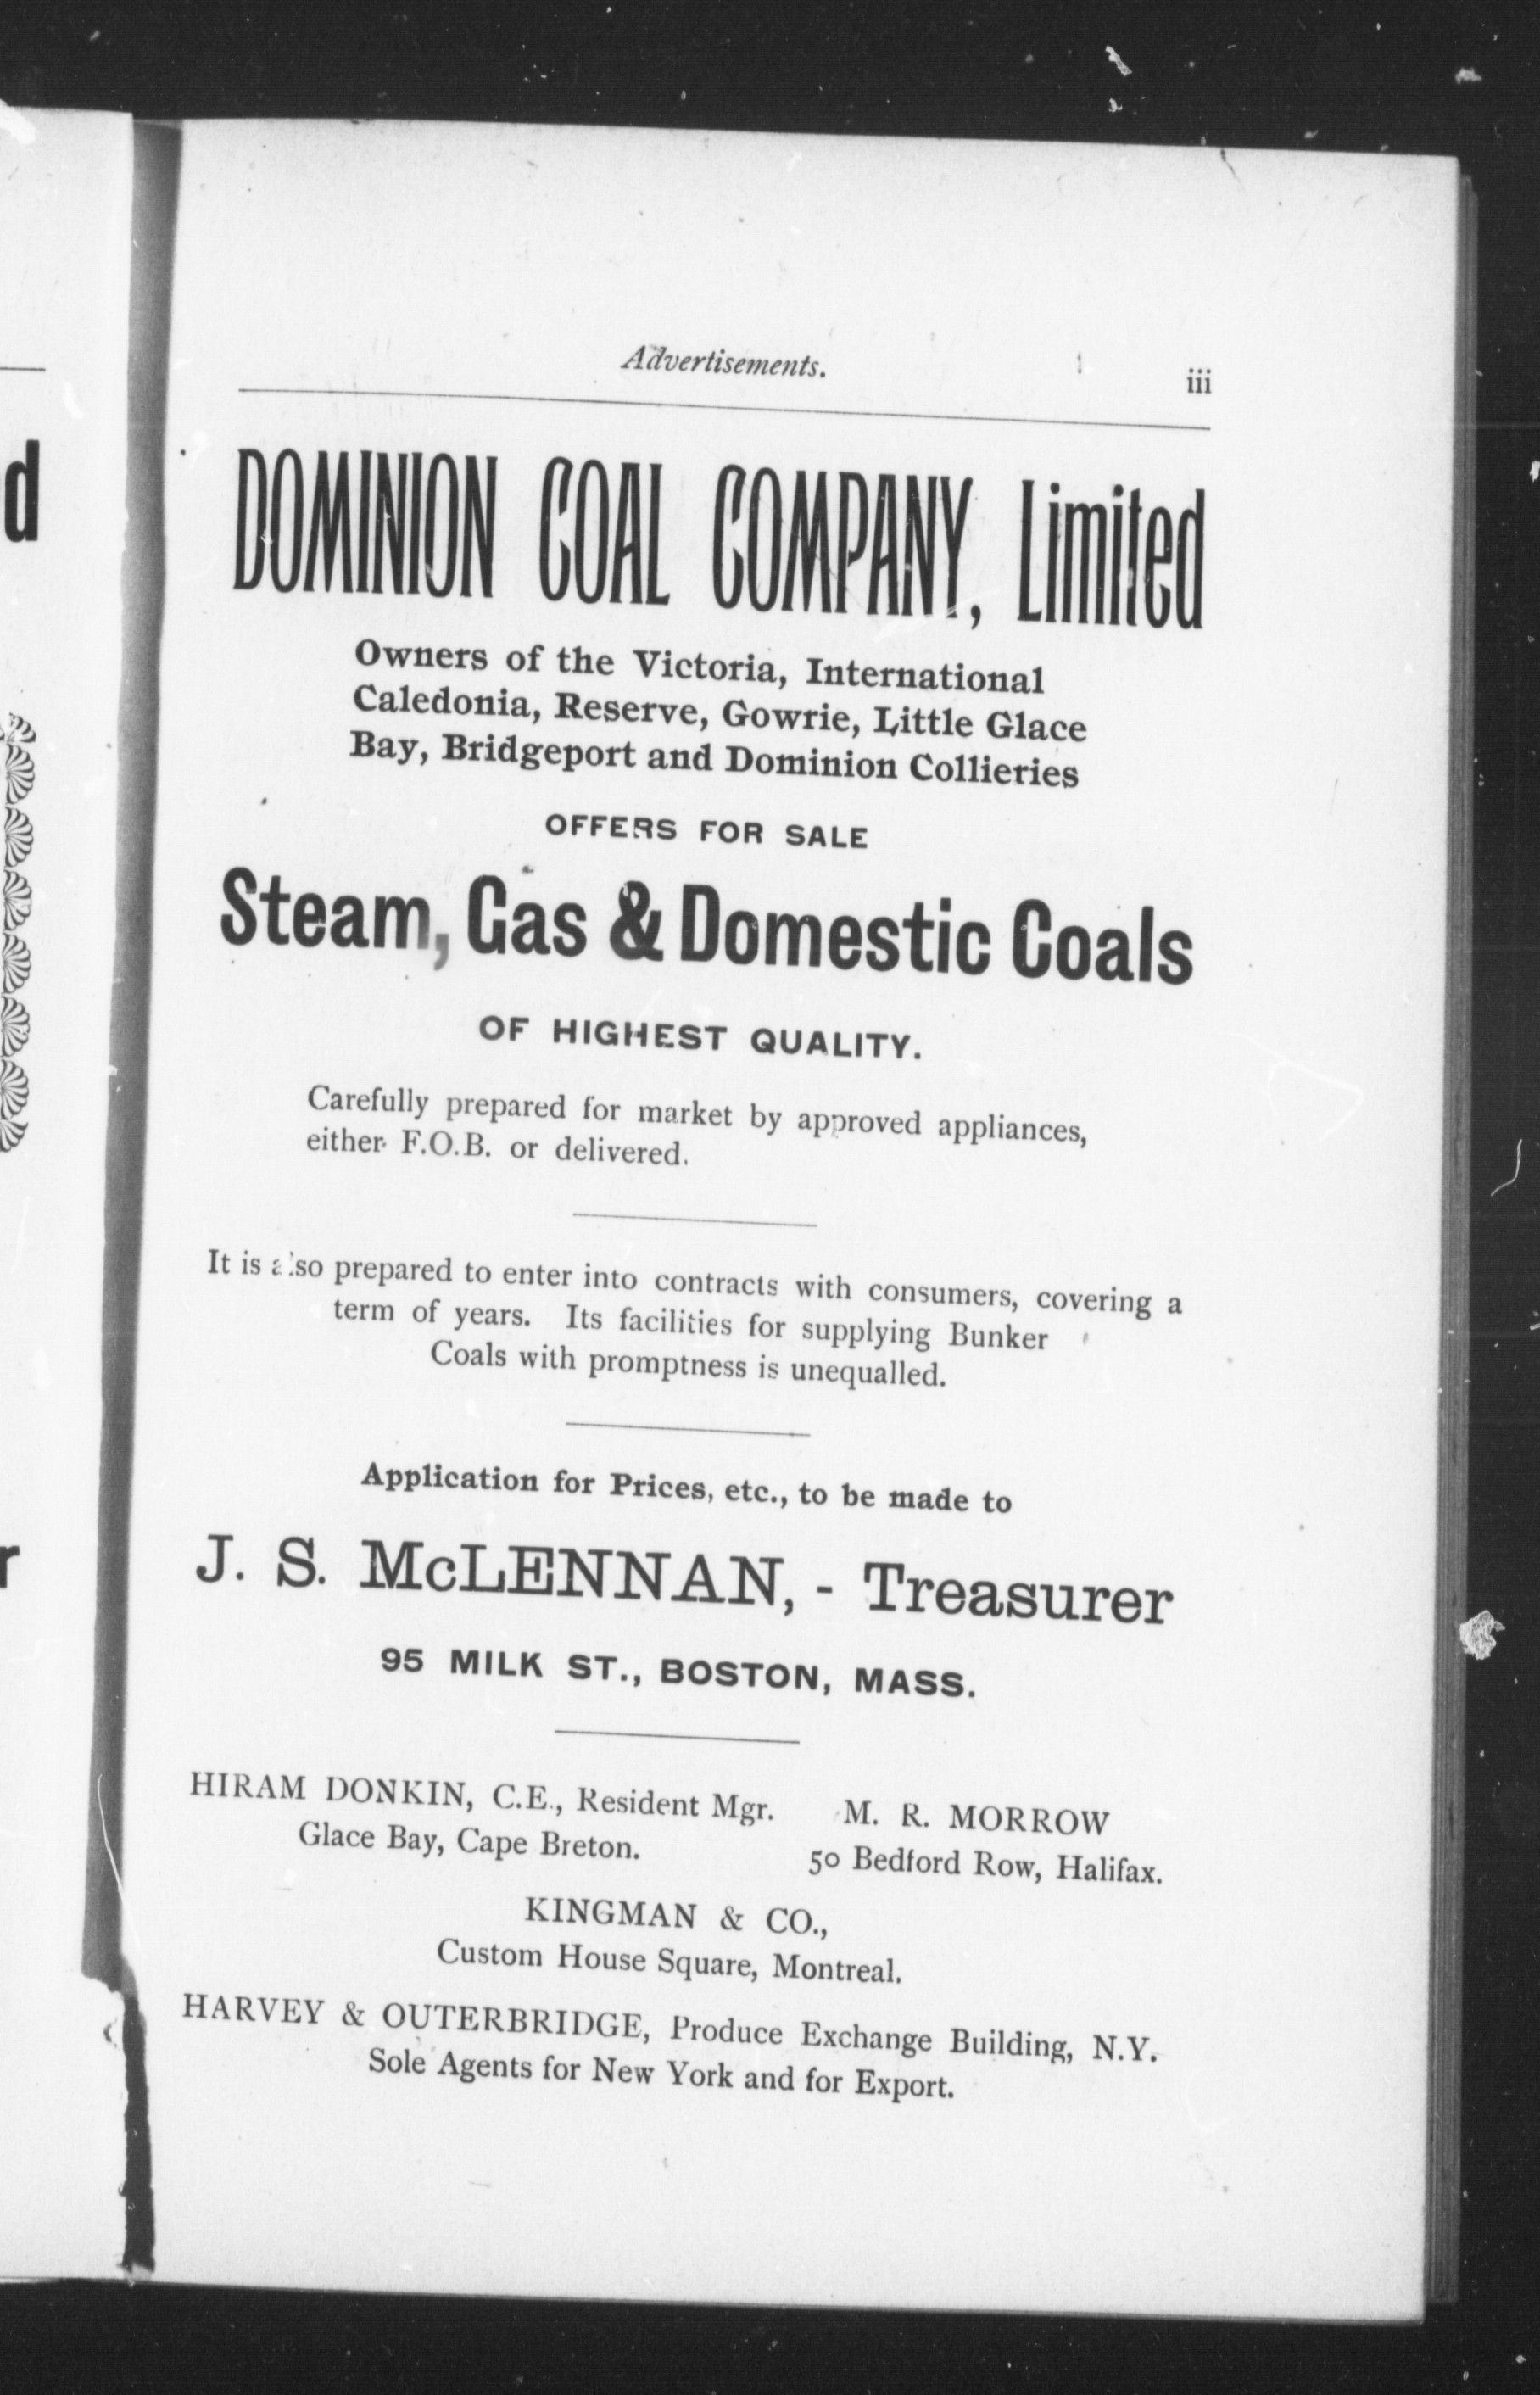 Advertisements. iii
DOMINION COAL COMPANY, Limited
Owners of the Victoria, International
Caledonia, Reserve, Gowrie, Little Glace
Bay, Bridgeport and Dominion Collieries
OFFERS FOR SALE
Steam, Gas & Domestic Coals
OF HIGHEST QUALITY.
Carefully prepared for market by approved appliances,
either F.O.B. or delivered.
It is also prepared to enter into contracts with consumers, covering a
term of years. Its facilities for supplying Bunker
Coals with promptness is unequalled.
Application for Prices, etc., to be made to
J. S. McLENNAN, - Treasurer
95 MILK ST., BOSTON, MASS.
HIRAM DONKIN, C.E., Resident Mgr. M. R. MORROW
Glace Bay, Cape Breton. 50 Bedford Row, Halifax.
KINGMAN & CO.,
Custom House Square, Montreal.
HARVEY & OUTERBRIDGE, Produce Exchange Building, N.Y.
Sole Agents for New York and for Export.